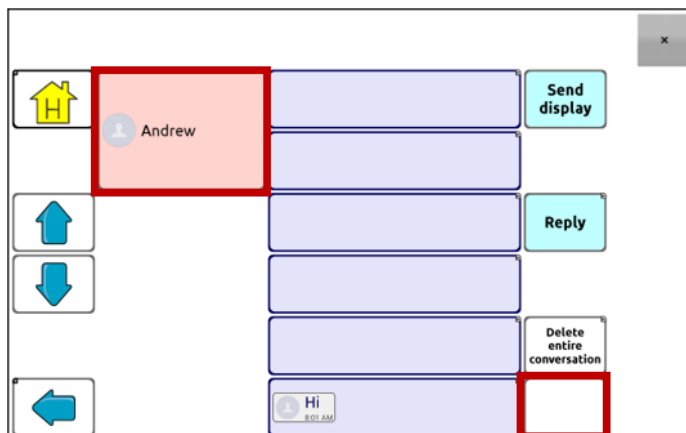 ×
H
Andrew
Send
display
Reply
Delete
entire
conversation
Hi
8:01 AM